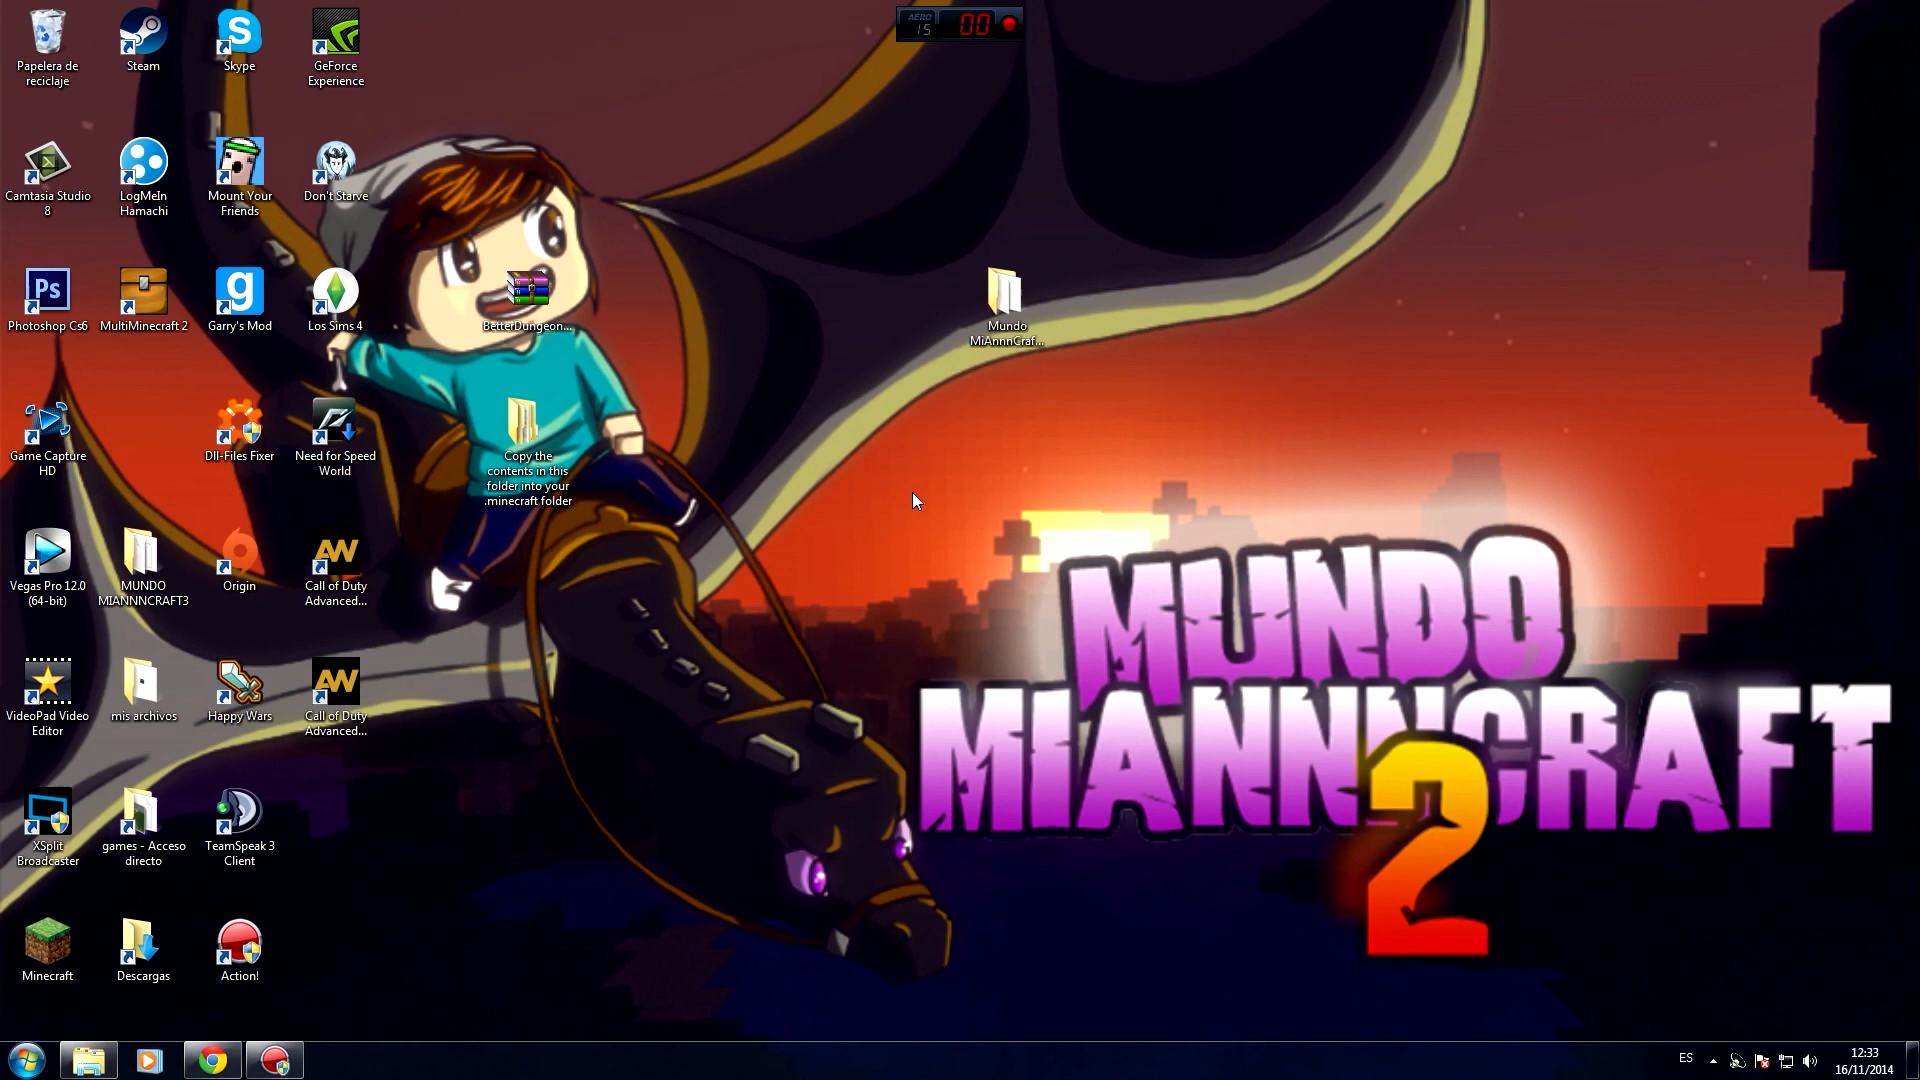 AERO
15
00
Papelera de
reciclaje
Steam
Skype
GeForce
Experience
Camtasia Studio
8
LogMeIn
Hamachi
Mount Your
Friends
Don't Starve
Ps
Photoshop Cs6
MultiMinecraft 2
g
Garry's Mod
Los Sims 4
BetterDungeon...
Mundo
MiAnnnCraf...
Game Capture
HD
Dll-Files Fixer
Need for Speed
World
Copy the
contents in this
folder into your
.minecraft folder
Vegas Pro 12.0
(64-bit)
MUNDO
MIANNNCRAFT3
Origin
AW
Call of Duty
Advanced...
VideoPad Video
Editor
mis archivos
Happy Wars
AW
Call of Duty
Advanced...
XSplit
Broadcaster
games - Acceso
directo
TeamSpeak 3
Client
Minecraft
Descargas
Action!
MUNDO
MIANNNCRAFT
2
ES
12:33
16/11/2014